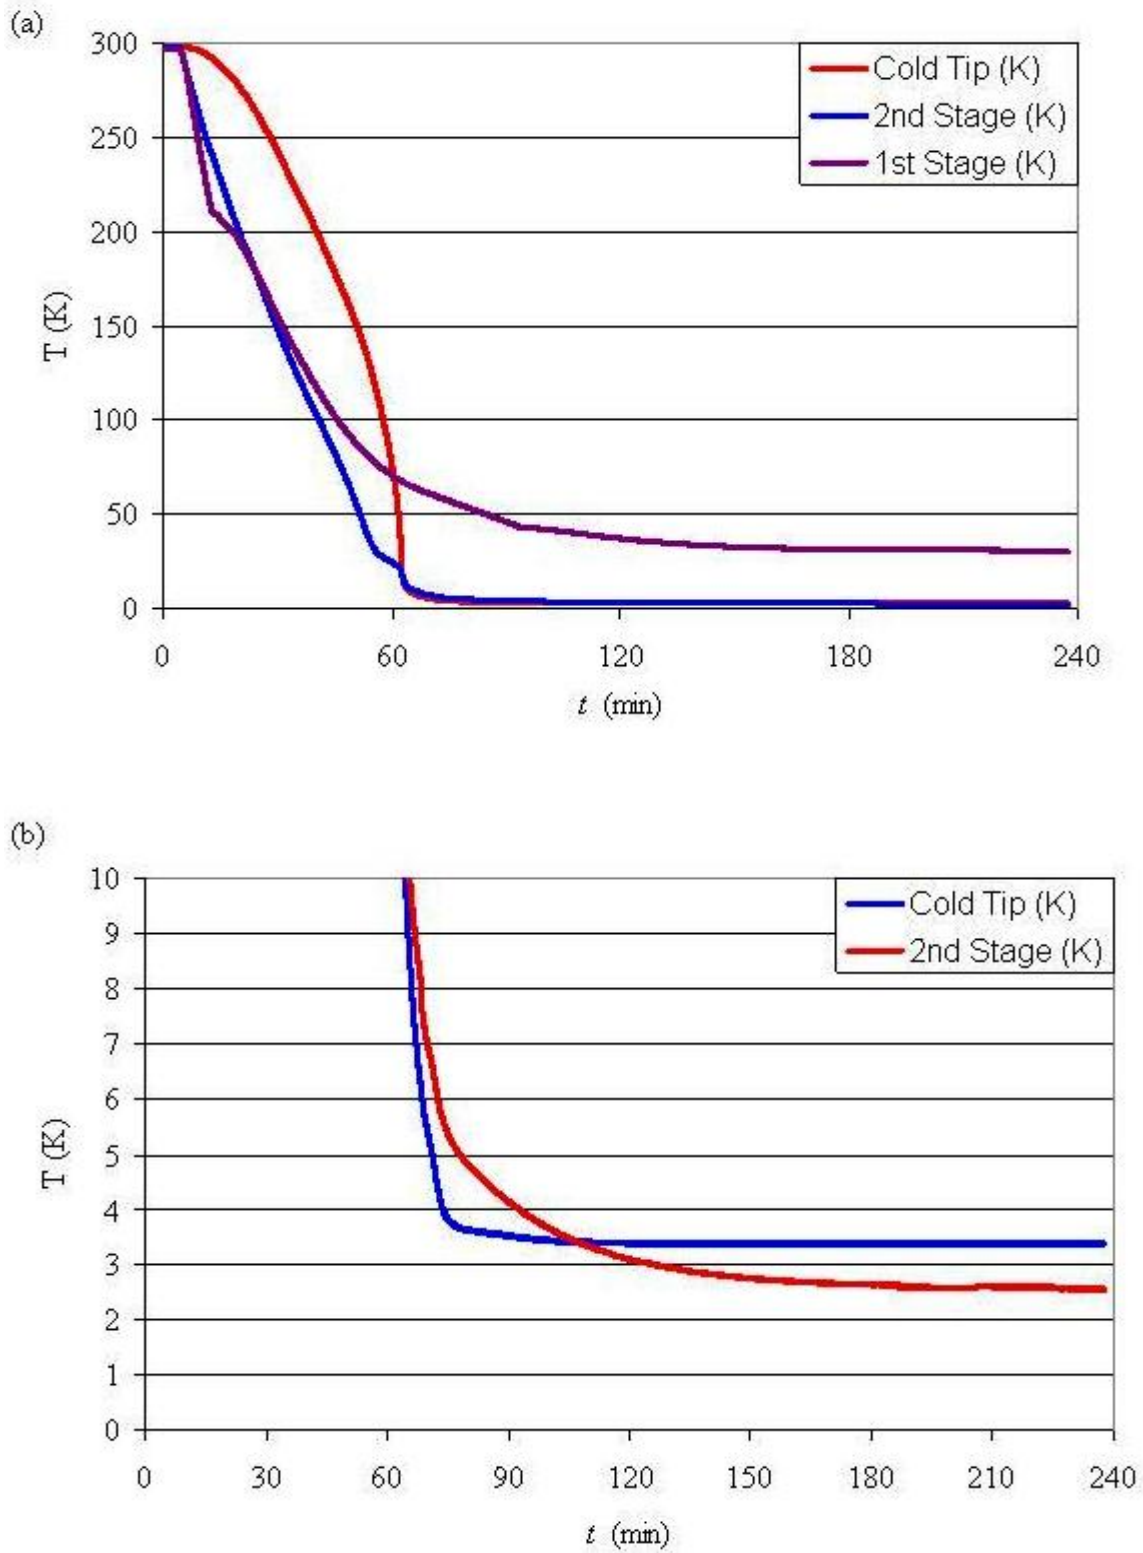 (a)
300
250
200
150
100
50
0
T (K)
Cold Tip (K)
2nd Stage (K)
1st Stage (K)
0 60 120 180 240
t (min)
(b)
10
9
8
7
6
5
4
3
2
1
0
T (K)
Cold Tip (K)
2nd Stage (K)
0 30 60 90 120 150 180 210 240
t (min)